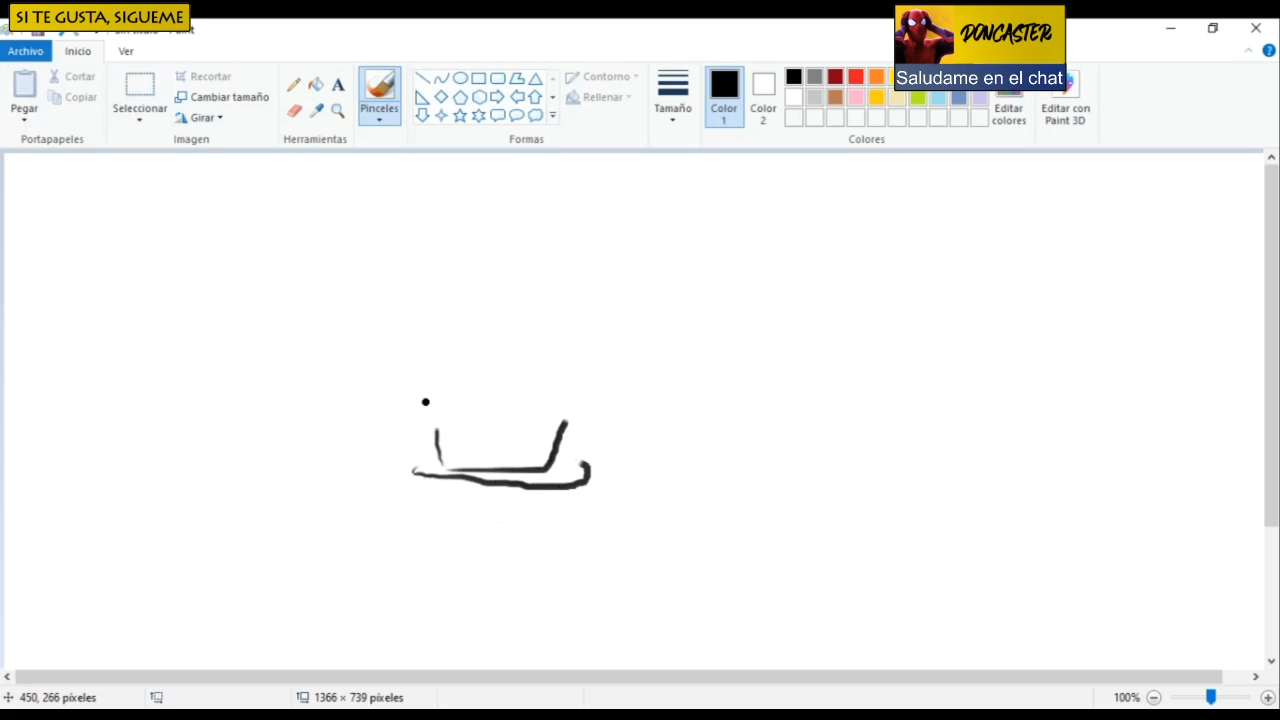 SI TE GUSTA, SIGUEME
DONCASTER
Saludame en el chat
Archivo
Inicio
Ver
Pegar
Cortar
Copiar
Portapapeles
Seleccionar
Recortar
Cambiar tamaño
Girar
Imagen
A
Herramientas
Pinceles
Formas
Contorno
Rellenar
Tamaño
Color 1
Color 2
Colores
Editar colores
Editar con Paint 3D
450, 266 píxeles
1366 × 739 píxeles
100%